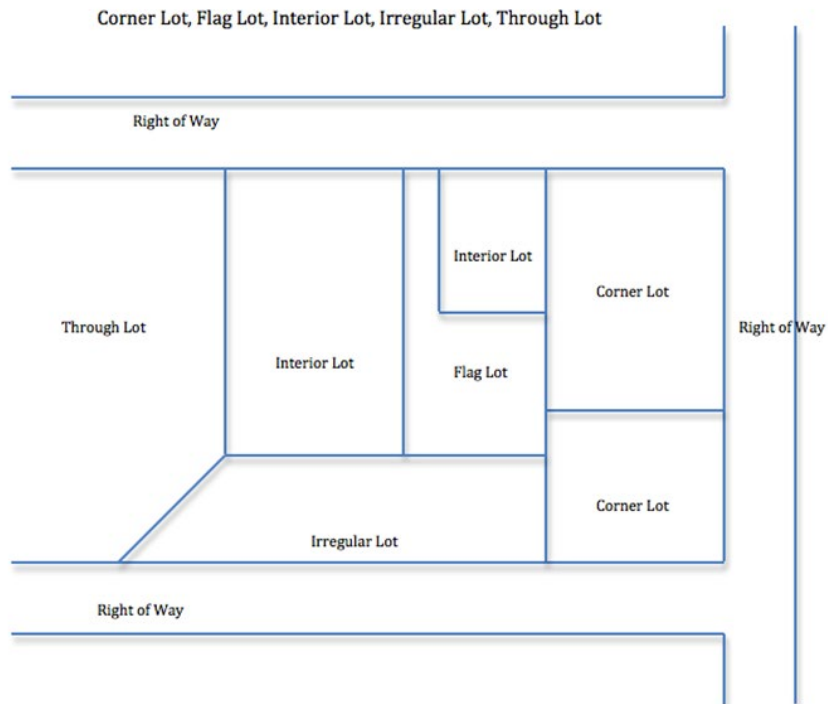 Corner Lot, Flag Lot, Interior Lot, Irregular Lot, Through Lot
Right of Way
Interior Lot
Corner Lot
Through Lot
Right of Way
Interior Lot
Flag Lot
Corner Lot
Irregular Lot
Right of Way